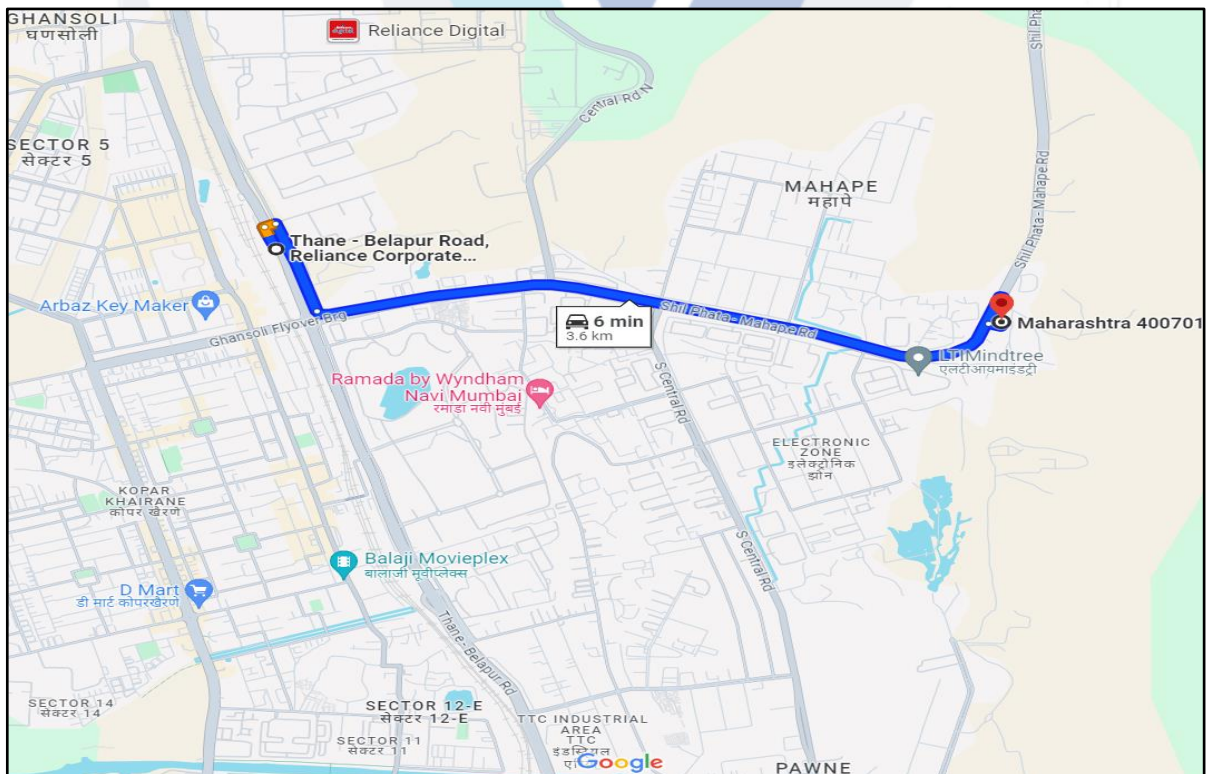 GHANSOLI
घणसोली
Reliance Digital
Shil Pha
Central Rd N
SECTOR 5
सेक्टर 5
MAHAPE
महापे
Shil Phata - Mahape Rd
Thane - Belapur Road,
Reliance Corporate...
Arbaz Key Maker
Ghansoli Flyover Brg
6 min
3.6 km
Shil Phata - Mahape Rd
Maharashtra 400701
LTIMindtree
एलटीआयमाइंडट्री
Ramada by Wyndham
Navi Mumbai
रमाडा नवी मुंबई
S Central Rd
ELECTRONIC
ZONE
इलेक्ट्रोनिक
झोन
KOPAR
KHAIRANE
कोपर खैरणे
Balaji Movieplex
बालाजी मूवीप्लेक्स
S Central Rd
D Mart
डी मार्ट कोपरखैरणे
Thane - Belapur Rd
SECTOR 14
सेक्टर 14
SECTOR 12-E
सेक्टर 12-E
SECTOR 11
सेक्टर 11
TTC INDUSTRIAL
AREA
TTC
Google
PAWNE